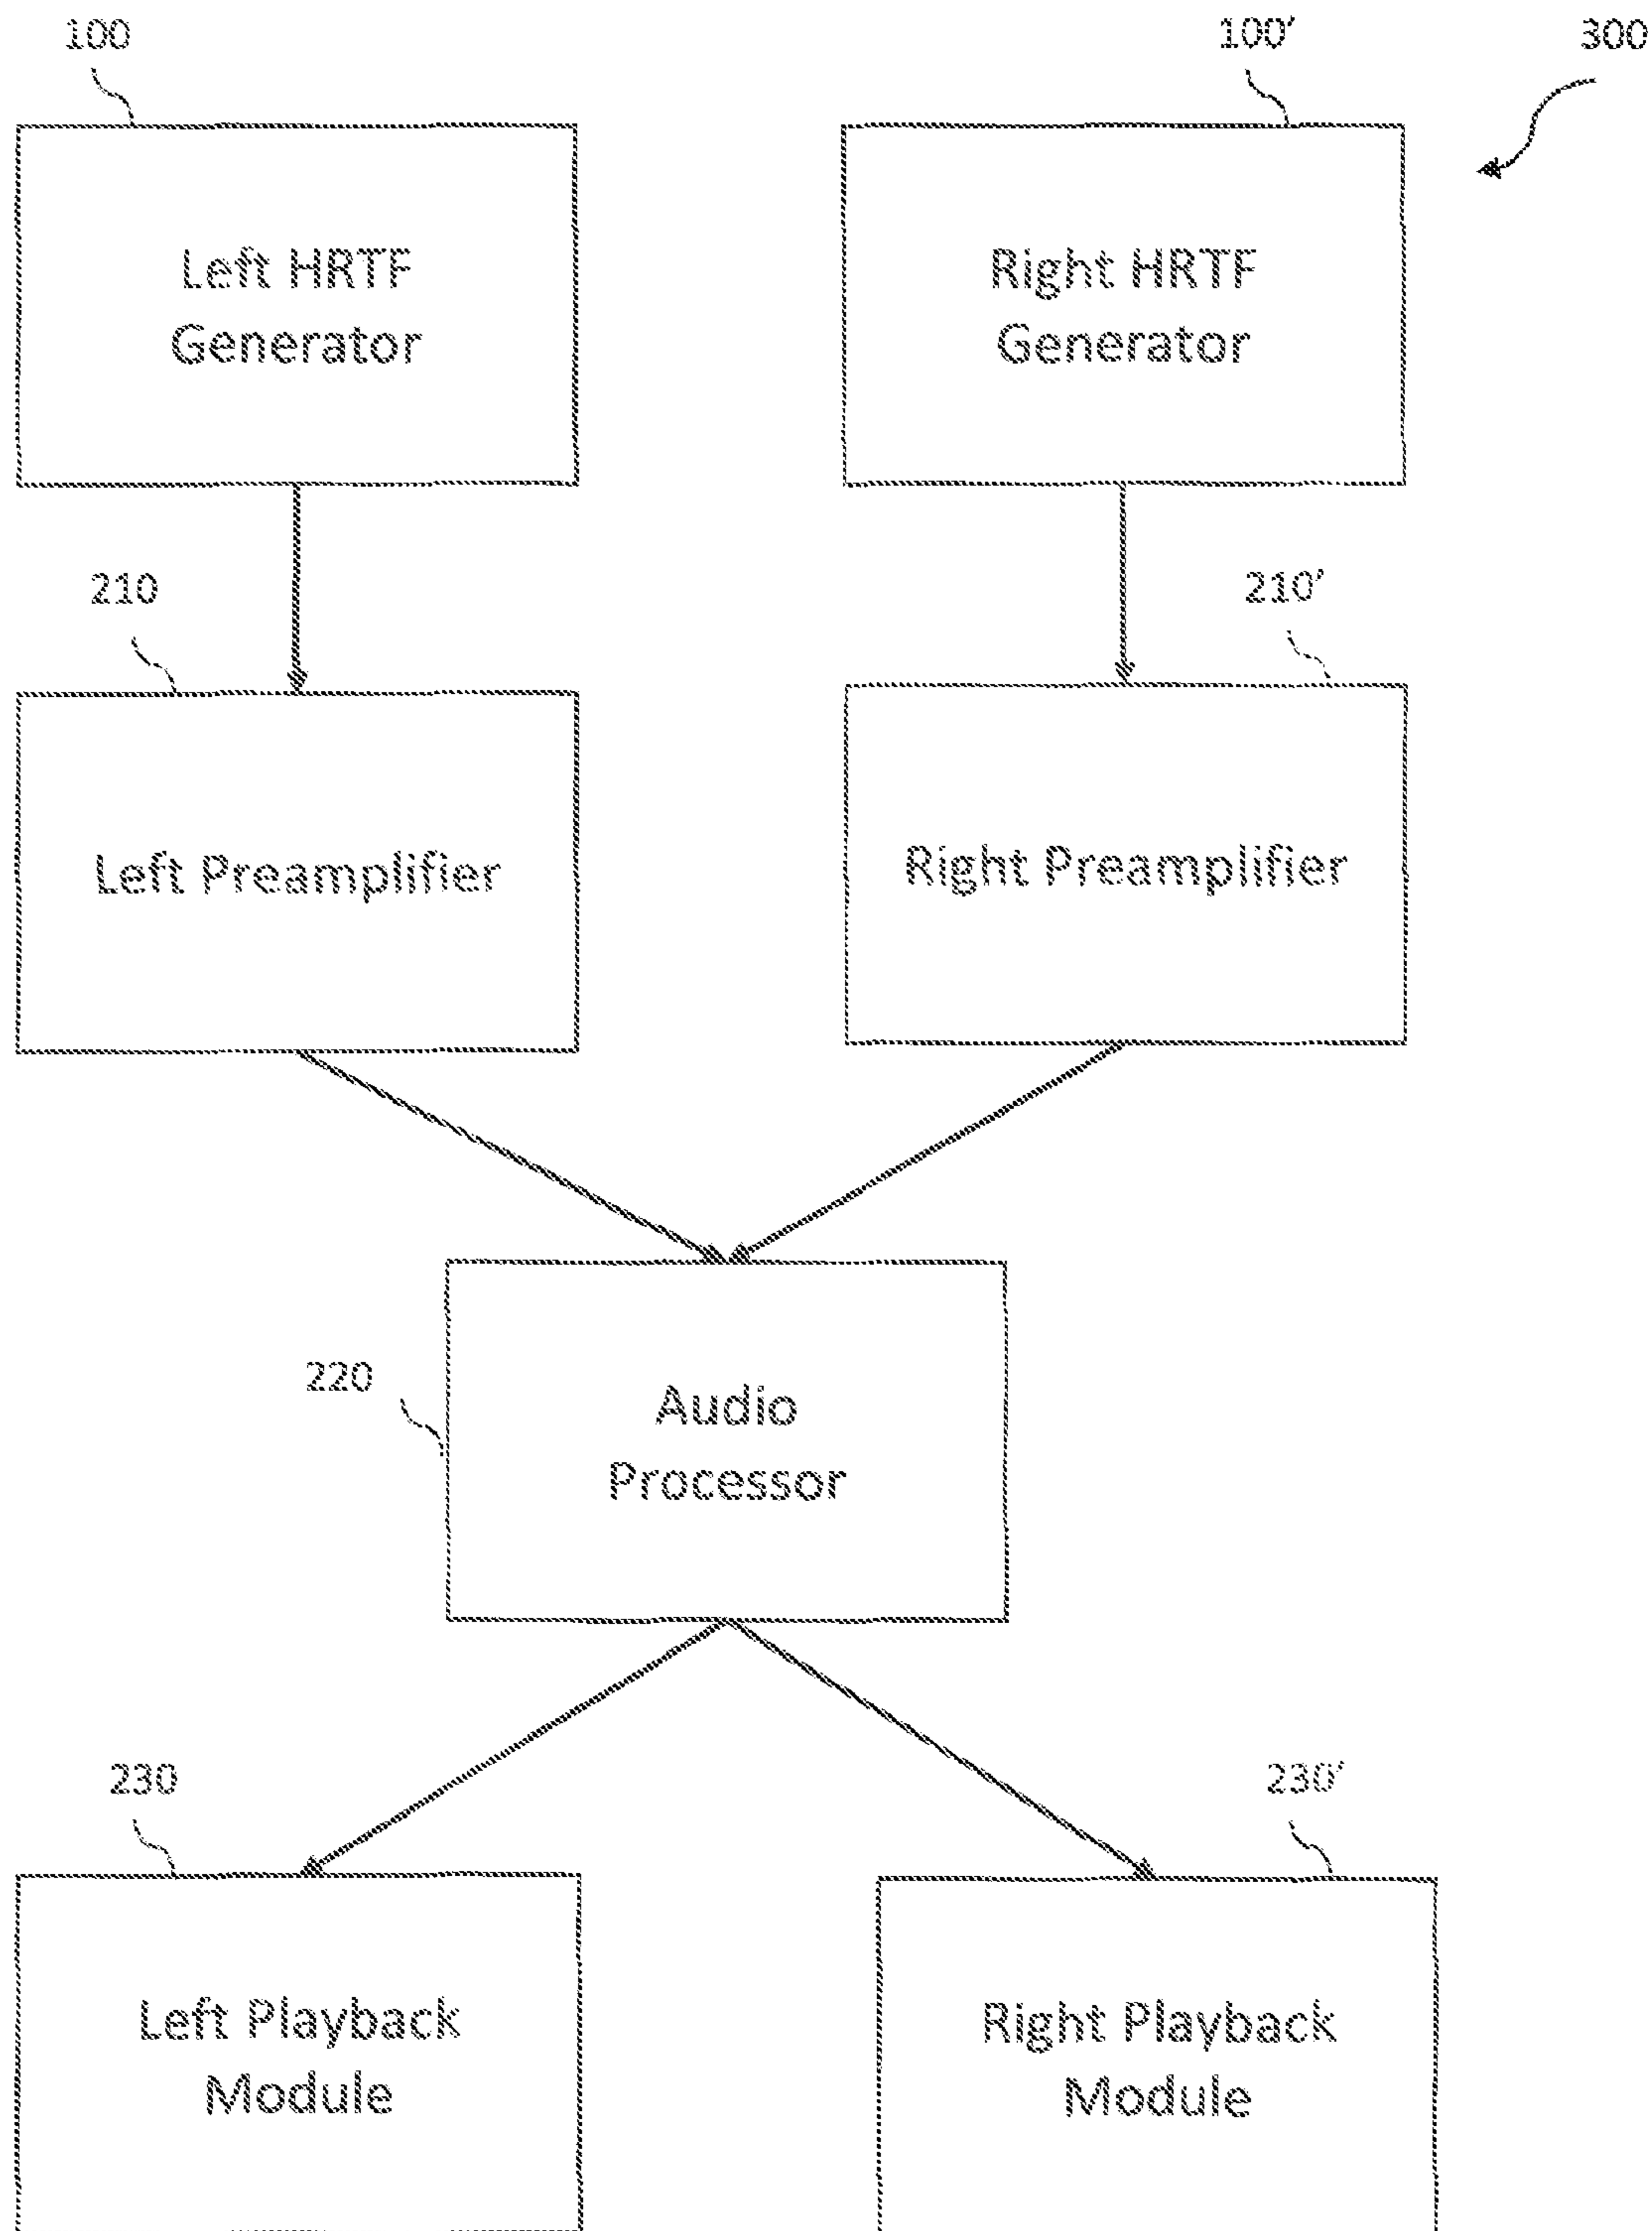 100
100'
300
Left HRTF
Generator
Right HRTF
Generator
210
210'
Left Preamplifier
Right Preamplifier
220
Audio
Processor
230
230'
Left Playback
Module
Right Playback
Module